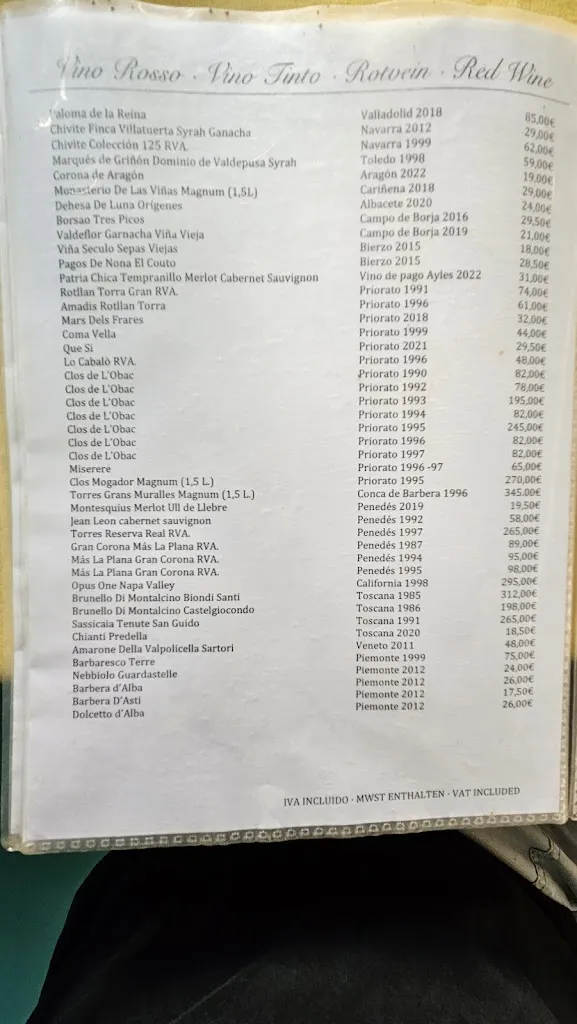 Vino Rosso · Vino Tinto · Rotvein · Red Wine
Paloma de la Reina Valladolid 2018 85,00€
Chivite Finca Villatuerta Syrah Ganacha Navarra 2012 29,00€
Chivite Colección 125 RVA. Navarra 1999 62,00€
Marqués de Griñón Dominio de Valdepusa Syrah Toledo 1998 59,00€
Corona de Aragón Aragón 2022 19,00€
Monasterio De Las Viñas Magnum (1,5L) Cariñena 2018 29,00€
Dehesa De Luna Orígenes Albacete 2020 24,00€
Borsao Tres Picos Campo de Borja 2016 29,50€
Valdeflor Garnacha Viña Vieja Campo de Borja 2019 21,00€
Viña Seculo Sepas Viejas Bierzo 2015 18,00€
Pagos De Nona El Couto Bierzo 2015 28,50€
Patria Chica Tempranillo Merlot Cabernet Sauvignon Vino de pago Ayles 2022 31,00€
Rotllan Torra Gran RVA. Priorato 1991 74,00€
Amadis Rotllan Torra Priorato 1996 61,00€
Mars Dels Frares Priorato 2018 32,00€
Coma Vella Priorato 1999 44,00€
Que Si Priorato 2021 29,50€
Lo Cabalò RVA. Priorato 1996 48,00€
Clos de L'Obac Priorato 1990 82,00€
Clos de L'Obac Priorato 1992 78,00€
Clos de L'Obac Priorato 1993 195,00€
Clos de L'Obac Priorato 1994 82,00€
Clos de L'Obac Priorato 1995 245,00€
Clos de L'Obac Priorato 1996 82,00€
Clos de L'Obac Priorato 1997 82,00€
Miserere Priorato 1996 -97 65,00€
Clos Mogador Magnum (1,5 L.) Priorato 1995 270,00€
Torres Grans Muralles Magnum (1,5 L.) Conca de Barbera 1996 345.00€
Montesquius Merlot Ull de Llebre Penedés 2019 19,50€
Jean Leon cabernet sauvignon Penedés 1992 58,00€
Torres Reserva Real RVA. Penedés 1997 265,00€
Gran Corona Más La Plana RVA. Penedés 1987 89,00€
Más La Plana Gran Corona RVA. Penedés 1994 95,00€
Más La Plana Gran Corona RVA. Penedés 1995 98,00€
Opus One Napa Valley California 1998 295,00€
Brunello Di Montalcino Biondi Santi Toscana 1985 312,00€
Brunello Di Montalcino Castelgiocondo Toscana 1986 198,00€
Sassicaia Tenute San Guido Toscana 1991 265,00€
Chianti Predella Toscana 2020 18,50€
Amarone Della Valpolicella Sartori Veneto 2011 48,00€
Barbaresco Terre Piemonte 1999 75,00€
Nebbiolo Guardastelle Piemonte 2012 24,00€
Barbera d'Alba Piemonte 2012 26,00€
Barbera D'Asti Piemonte 2012 17,50€
Dolcetto d'Alba Piemonte 2012 26,00€
IVA INCLUIDO · MWST ENTHALTEN · VAT INCLUDED